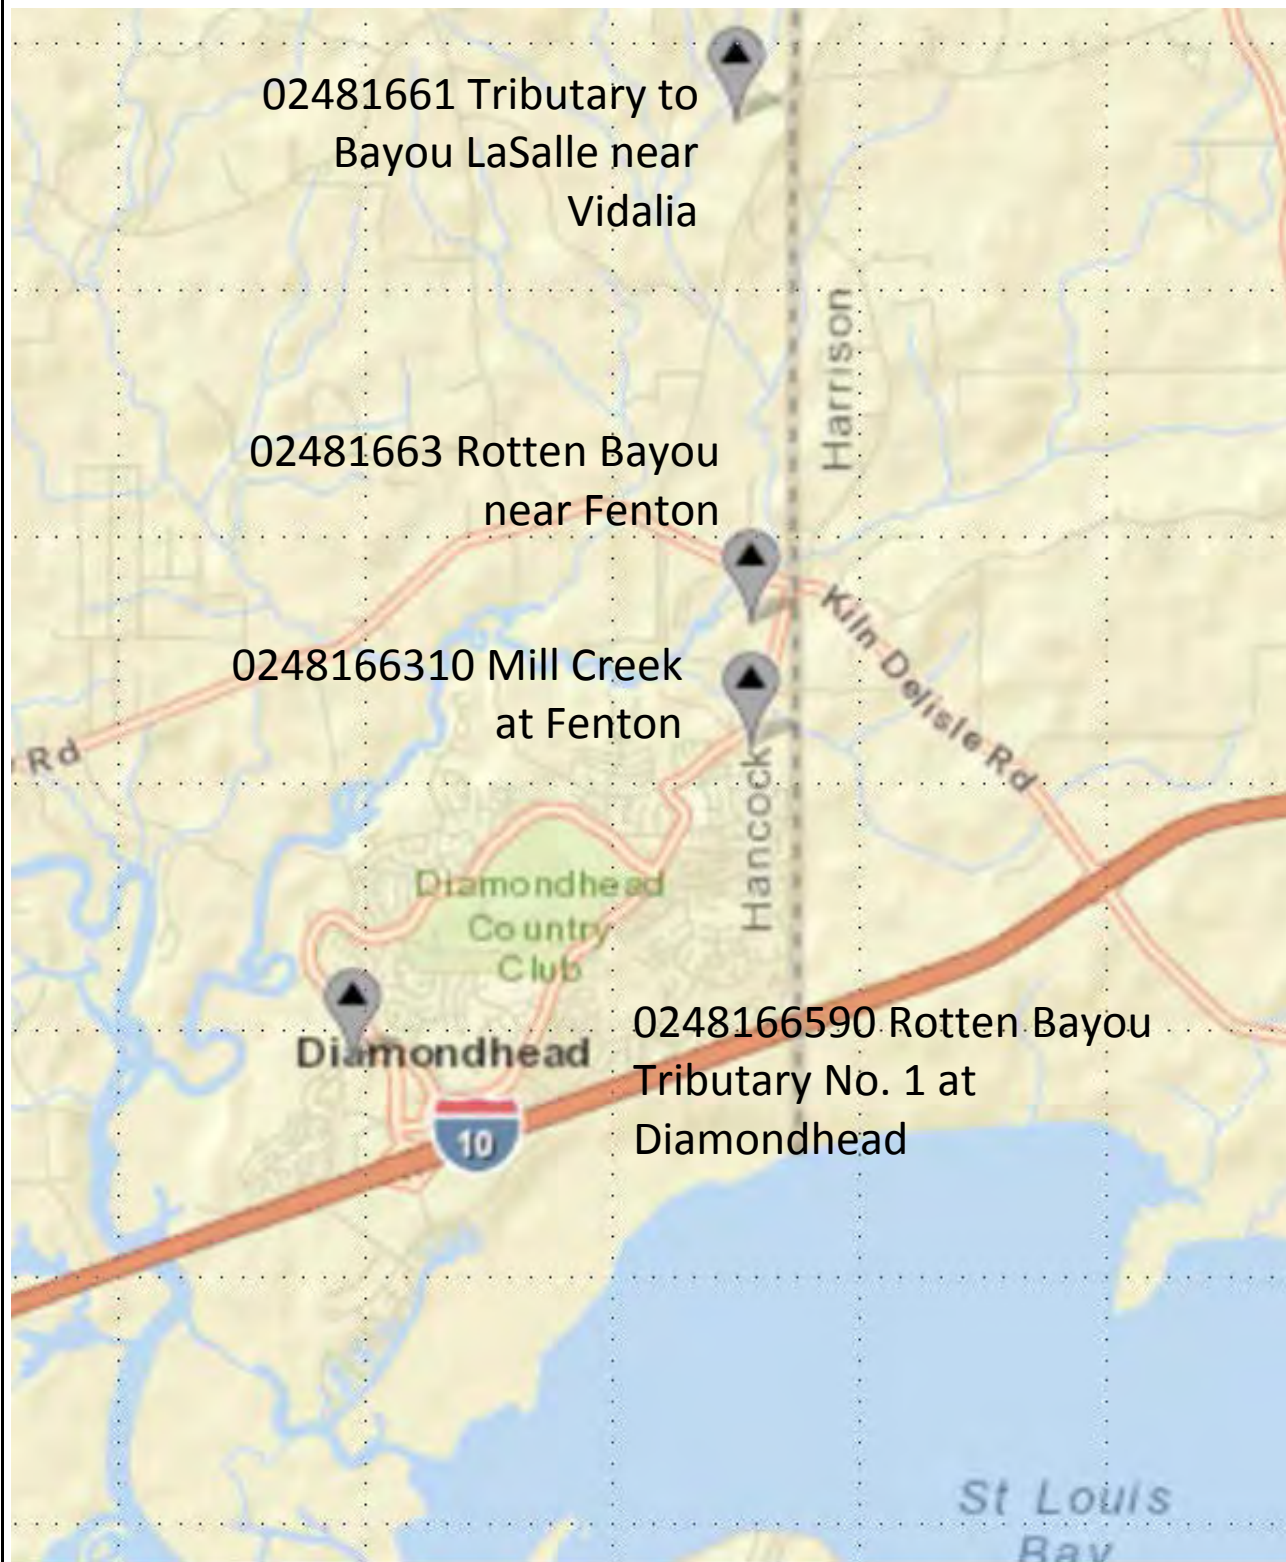 02481661 Tributary to
Bayou LaSalle near
Vidalia
Harrison
02481663 Rotten Bayou
near Fenton
Kiln Delisle Rd
0248166310 Mill Creek
at Fenton
Rd
Hancock
Diamondhead
Country
Club
Diamondhead
0248166590 Rotten Bayou
Tributary No. 1 at
Diamondhead
10
St Louis
Bay